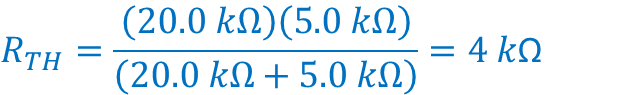 R_TH = (20.0 kΩ)(5.0 kΩ) / (20.0 kΩ + 5.0 kΩ) = 4 kΩ